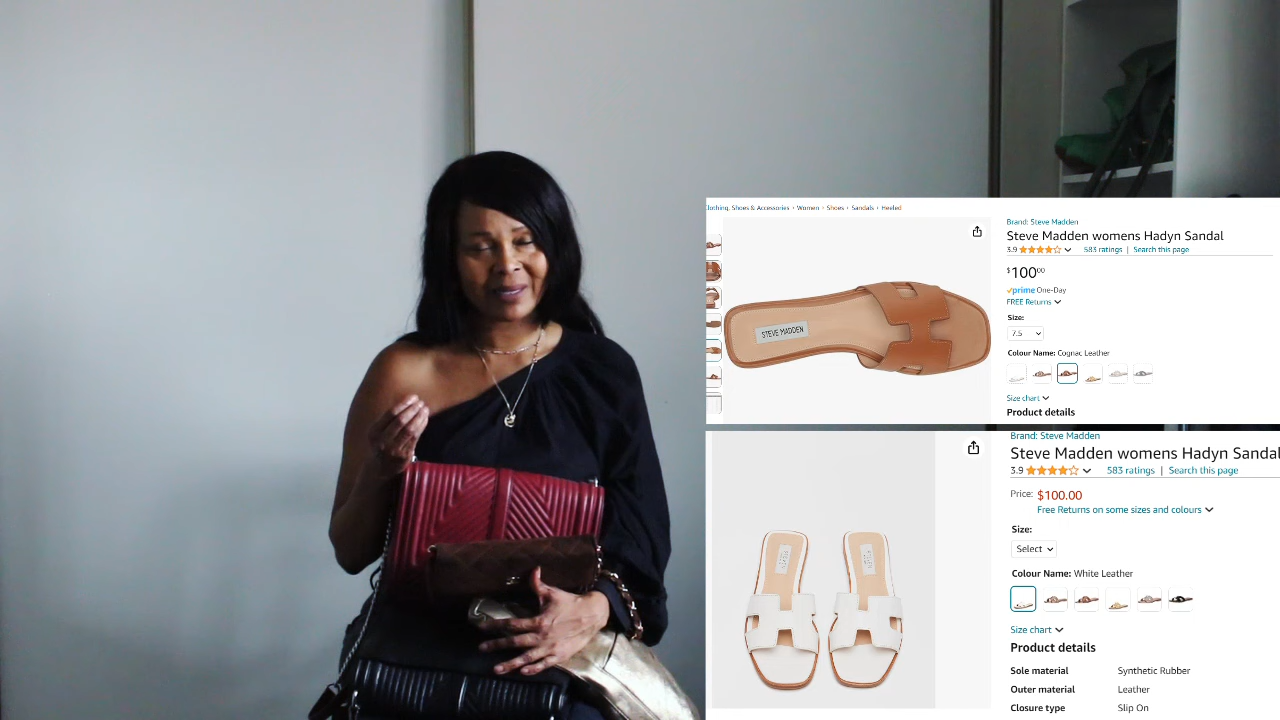 Clothing, Shoes & Accessories › Women › Shoes › Sandals › Heeled
Brand: Steve Madden
Steve Madden womens Hadyn Sandal
3.9 583 ratings | Search this page
$100.00
prime One-Day
FREE Returns
Size:
7.5
Colour Name: Cognac Leather
Size chart
Product details
STEVE MADDEN
Brand: Steve Madden
Steve Madden womens Hadyn Sandal
3.9 583 ratings | Search this page
Price: $100.00
Free Returns on some sizes and colours
Size:
Select
Colour Name: White Leather
Size chart
Product details
Sole material Synthetic Rubber
Outer material Leather
Closure type Slip On